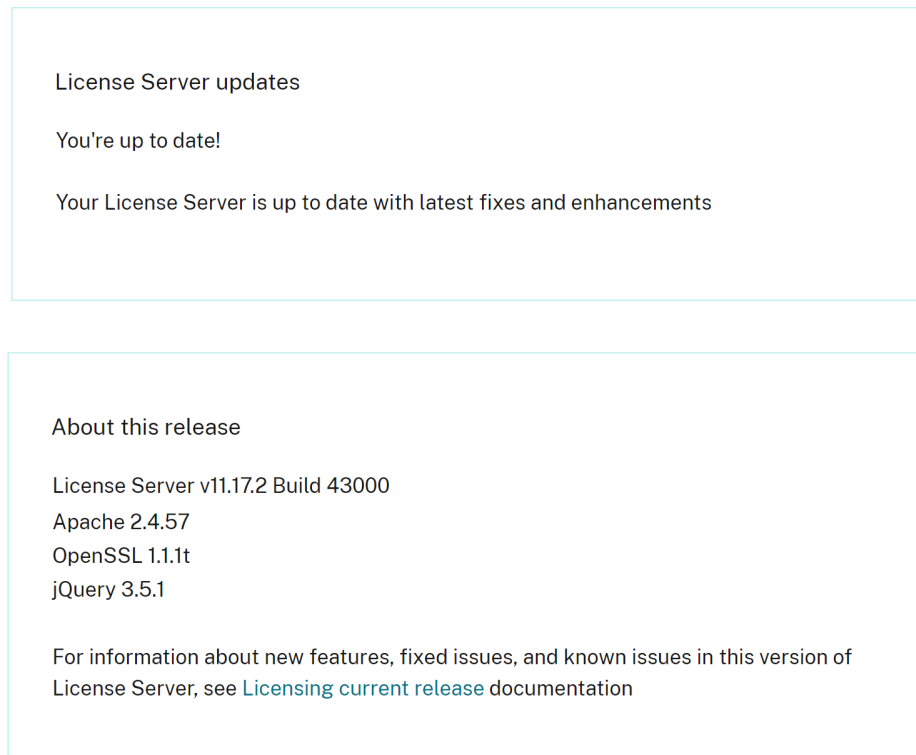 License Server updates
You're up to date!
Your License Server is up to date with latest fixes and enhancements
About this release
License Server v11.17.2 Build 43000
Apache 2.4.57
OpenSSL 1.1.1t
jQuery 3.5.1
For information about new features, fixed issues, and known issues in this version of
License Server, see Licensing current release documentation